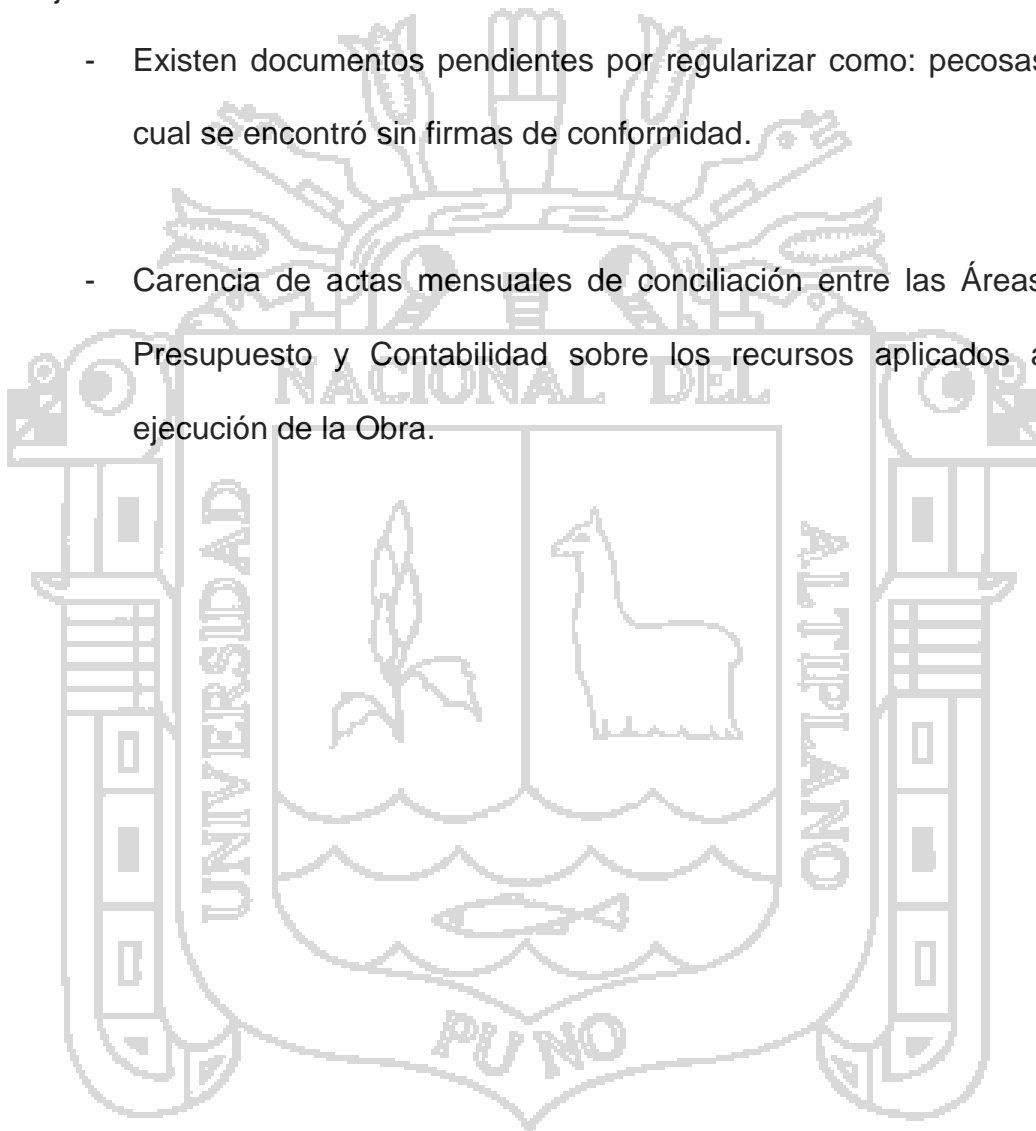 - Existen documentos pendientes por regularizar como: pecosas
cual se encontró sin firmas de conformidad.
- Carencia de actas mensuales de conciliación entre las Áreas
Presupuesto y Contabilidad sobre los recursos aplicados a
ejecución de la Obra.
NACIONAL DEL
UNIVERSIDAD
ALTIPLANO
PUNO